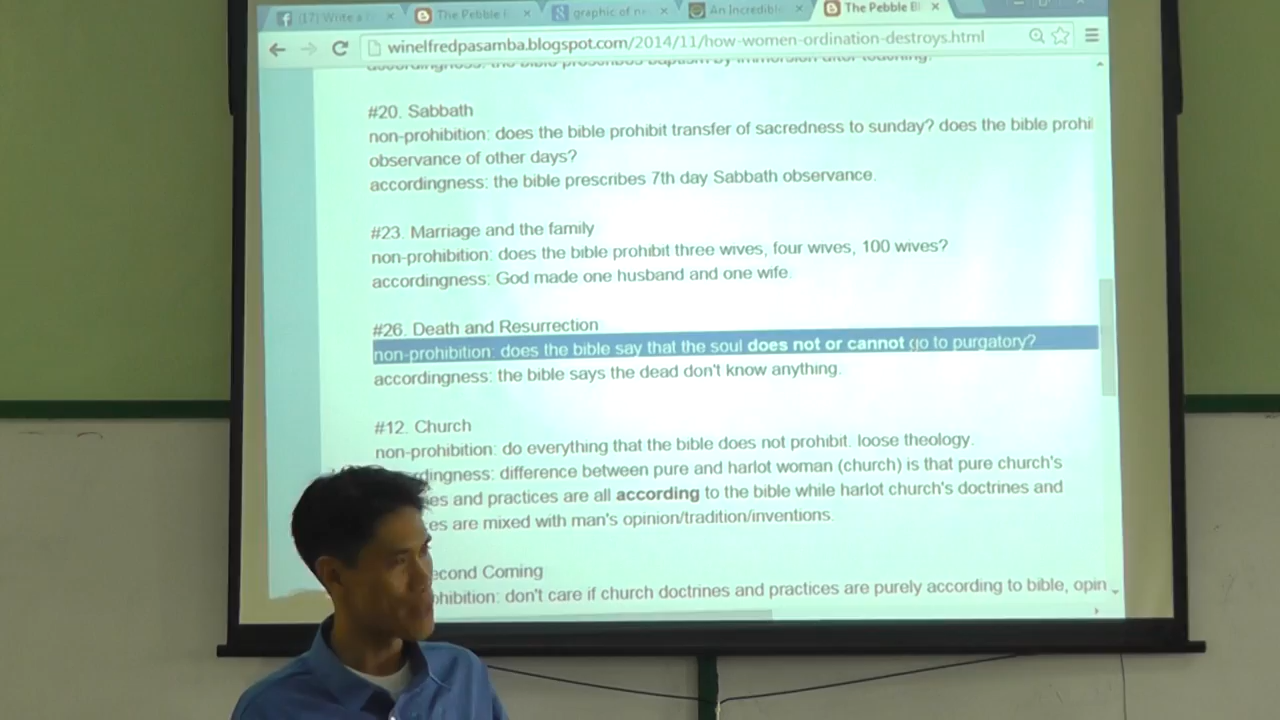 (17) Write a
The Pebble
graphic of n
An Incredibl
The Pebble Bl
winelfredpasamba.blogspot.com/2014/11/how-women-ordination-destroys.html
accordingness: the bible prescribes baptism by immersion after teaching.
#20. Sabbath
non-prohibition: does the bible prohibit transfer of sacredness to sunday? does the bible prohi
observance of other days?
accordingness: the bible prescribes 7th day Sabbath observance.
#23. Marriage and the family
non-prohibition: does the bible prohibit three wives, four wives, 100 wives?
accordingness: God made one husband and one wife.
#26. Death and Resurrection
non-prohibition: does the bible say that the soul does not or cannot go to purgatory?
accordingness: the bible says the dead don't know anything.
#12. Church
non-prohibition: do everything that the bible does not prohibit. loose theology.
rdingness: difference between pure and harlot woman (church) is that pure church's
es and practices are all according to the bible while harlot church's doctrines and
es are mixed with man's opinion/tradition/inventions.
econd Coming
ohibition: don't care if church doctrines and practices are purely according to bible, opin